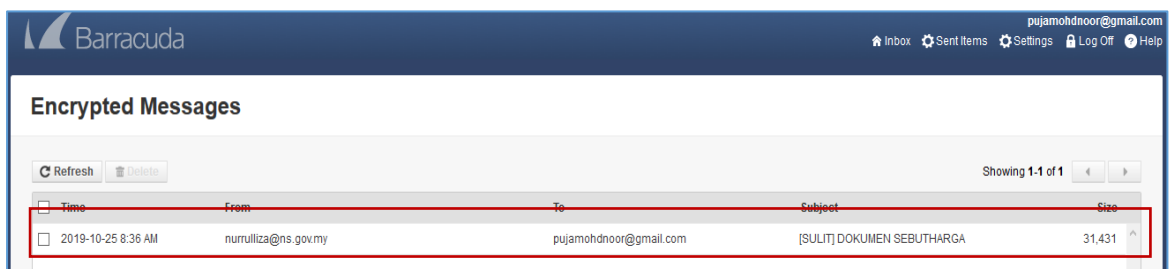 pujamohdnoor@gmail.com
Barracuda
Inbox Sent Items Settings Log Off Help
Encrypted Messages
Refresh Delete Showing 1-1 of 1
Time From To Subject Size
2019-10-25 8:36 AM nurrulliza@ns.gov.my pujamohdnoor@gmail.com [SULIT] DOKUMEN SEBUTHARGA 31,431